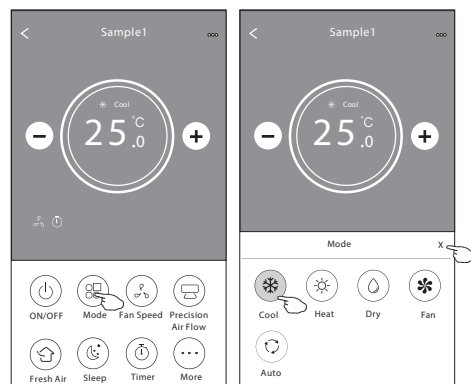 Sample1
Cool
25.0 °C
ON/OFF Mode Fan Speed Precision Air Flow
Fresh Air Sleep Timer More
Sample1
Cool
25.0 °C
Mode X
Cool Heat Dry Fan
Auto